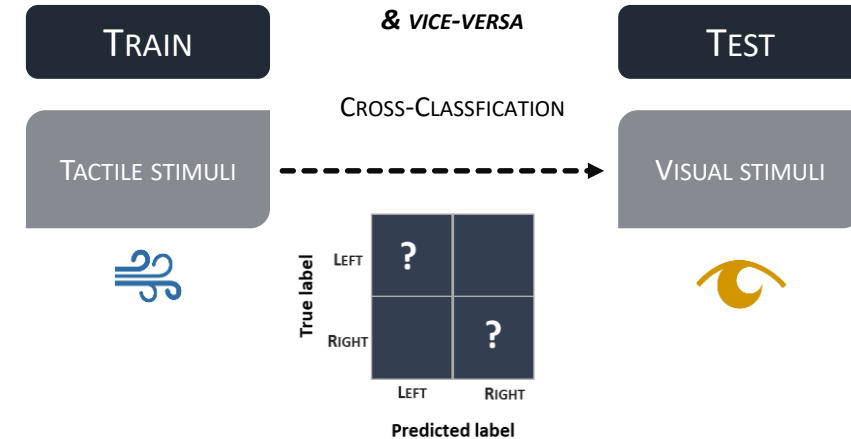 & VICE-VERSA
TRAIN
TEST
CROSS-CLASSFICATION
TACTILE STIMULI
VISUAL STIMULI
True label
LEFT
?
RIGHT
?
LEFT
RIGHT
Predicted label